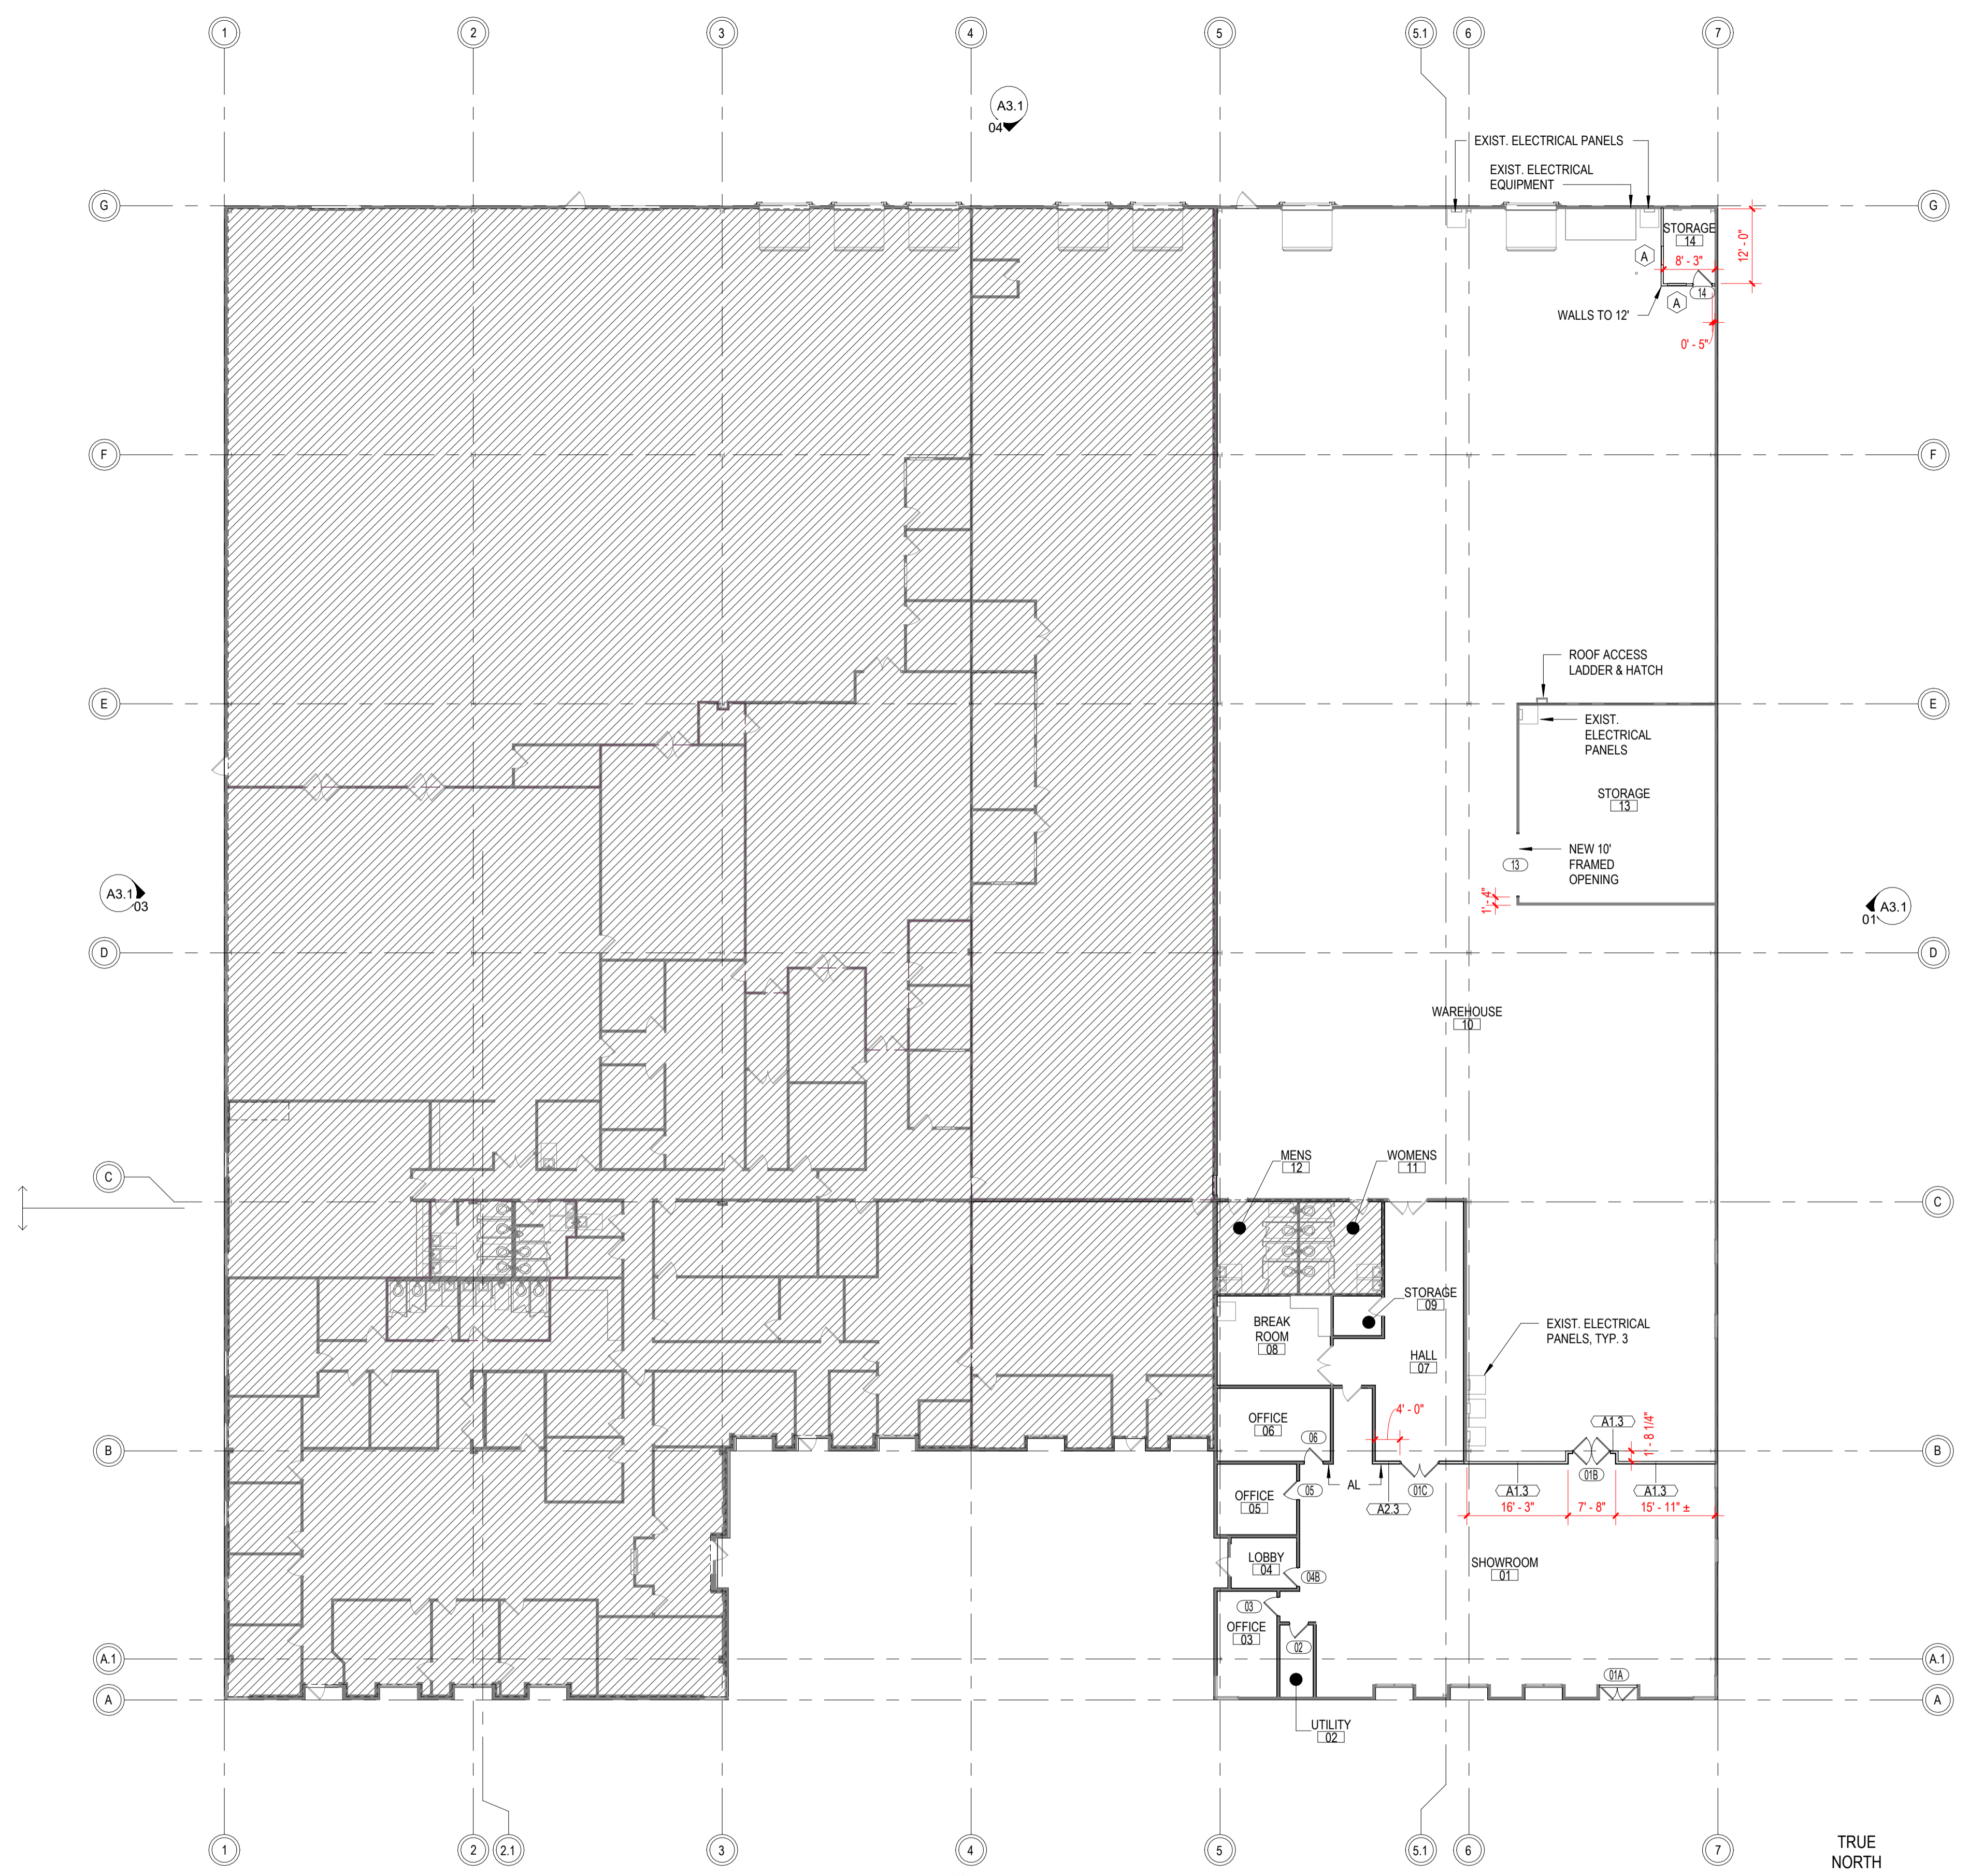 1
2
3
4
5
5.1
6
7
A3.1
04
EXIST. ELECTRICAL PANELS
EXIST. ELECTRICAL
EQUIPMENT
G
G
STORAGE
14
12' - 0"
A
8' - 3"
A
14
WALLS TO 12'
0' - 5"
F
F
ROOF ACCESS
LADDER & HATCH
E
E
EXIST.
ELECTRICAL
PANELS
STORAGE
13
NEW 10'
FRAMED
OPENING
13
1' - 4"
A3.1
03
A3.1
01
D
D
WAREHOUSE
10
MENS
12
WOMENS
11
C
C
STORAGE
09
BREAK
ROOM
08
EXIST. ELECTRICAL
PANELS, TYP. 3
HALL
07
4' - 0"
OFFICE
06
06
A1.3
1' - 8 1/4"
B
B
AL
01B
05
01C
OFFICE
05
A2.3
A1.3
A1.3
16' - 3"
7' - 8"
15' - 11" ±
LOBBY
04
04B
SHOWROOM
01
03
OFFICE
03
02
A.1
A.1
01A
A
A
UTILITY
02
1
2
2.1
3
4
5
5.1
6
7
TRUE
NORTH